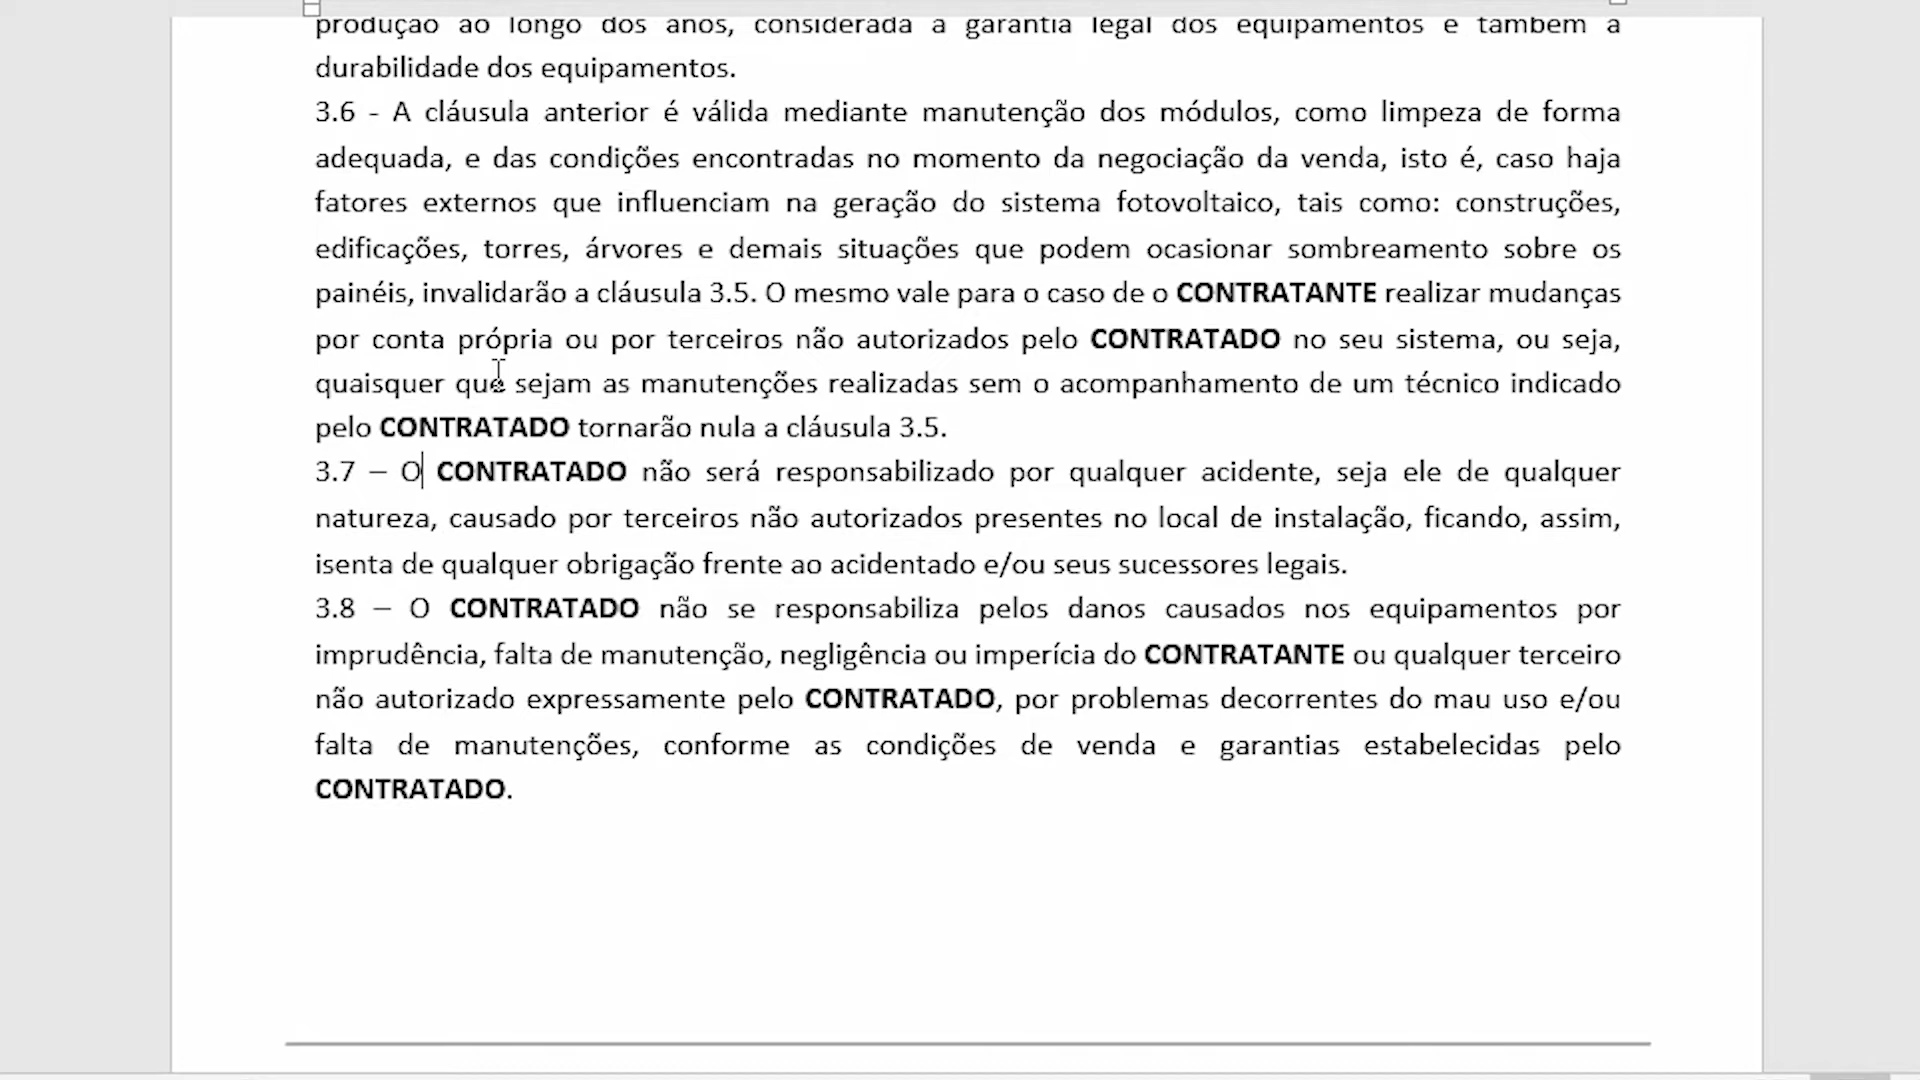 produção ao longo dos anos, considerada a garantia legal dos equipamentos e também a
durabilidade dos equipamentos.
3.6 - A cláusula anterior é válida mediante manutenção dos módulos, como limpeza de forma
adequada, e das condições encontradas no momento da negociação da venda, isto é, caso haja
fatores externos que influenciam na geração do sistema fotovoltaico, tais como: construções,
edificações, torres, árvores e demais situações que podem ocasionar sombreamento sobre os
painéis, invalidarão a cláusula 3.5. O mesmo vale para o caso de o CONTRATANTE realizar mudanças
por conta própria ou por terceiros não autorizados pelo CONTRATADO no seu sistema, ou seja,
quaisquer que sejam as manutenções realizadas sem o acompanhamento de um técnico indicado
pelo CONTRATADO tornarão nula a cláusula 3.5.
3.7 – O CONTRATADO não será responsabilizado por qualquer acidente, seja ele de qualquer
natureza, causado por terceiros não autorizados presentes no local de instalação, ficando, assim,
isenta de qualquer obrigação frente ao acidentado e/ou seus sucessores legais.
3.8 – O CONTRATADO não se responsabiliza pelos danos causados nos equipamentos por
imprudência, falta de manutenção, negligência ou imperícia do CONTRATANTE ou qualquer terceiro
não autorizado expressamente pelo CONTRATADO, por problemas decorrentes do mau uso e/ou
falta de manutenções, conforme as condições de venda e garantias estabelecidas pelo
CONTRATADO.